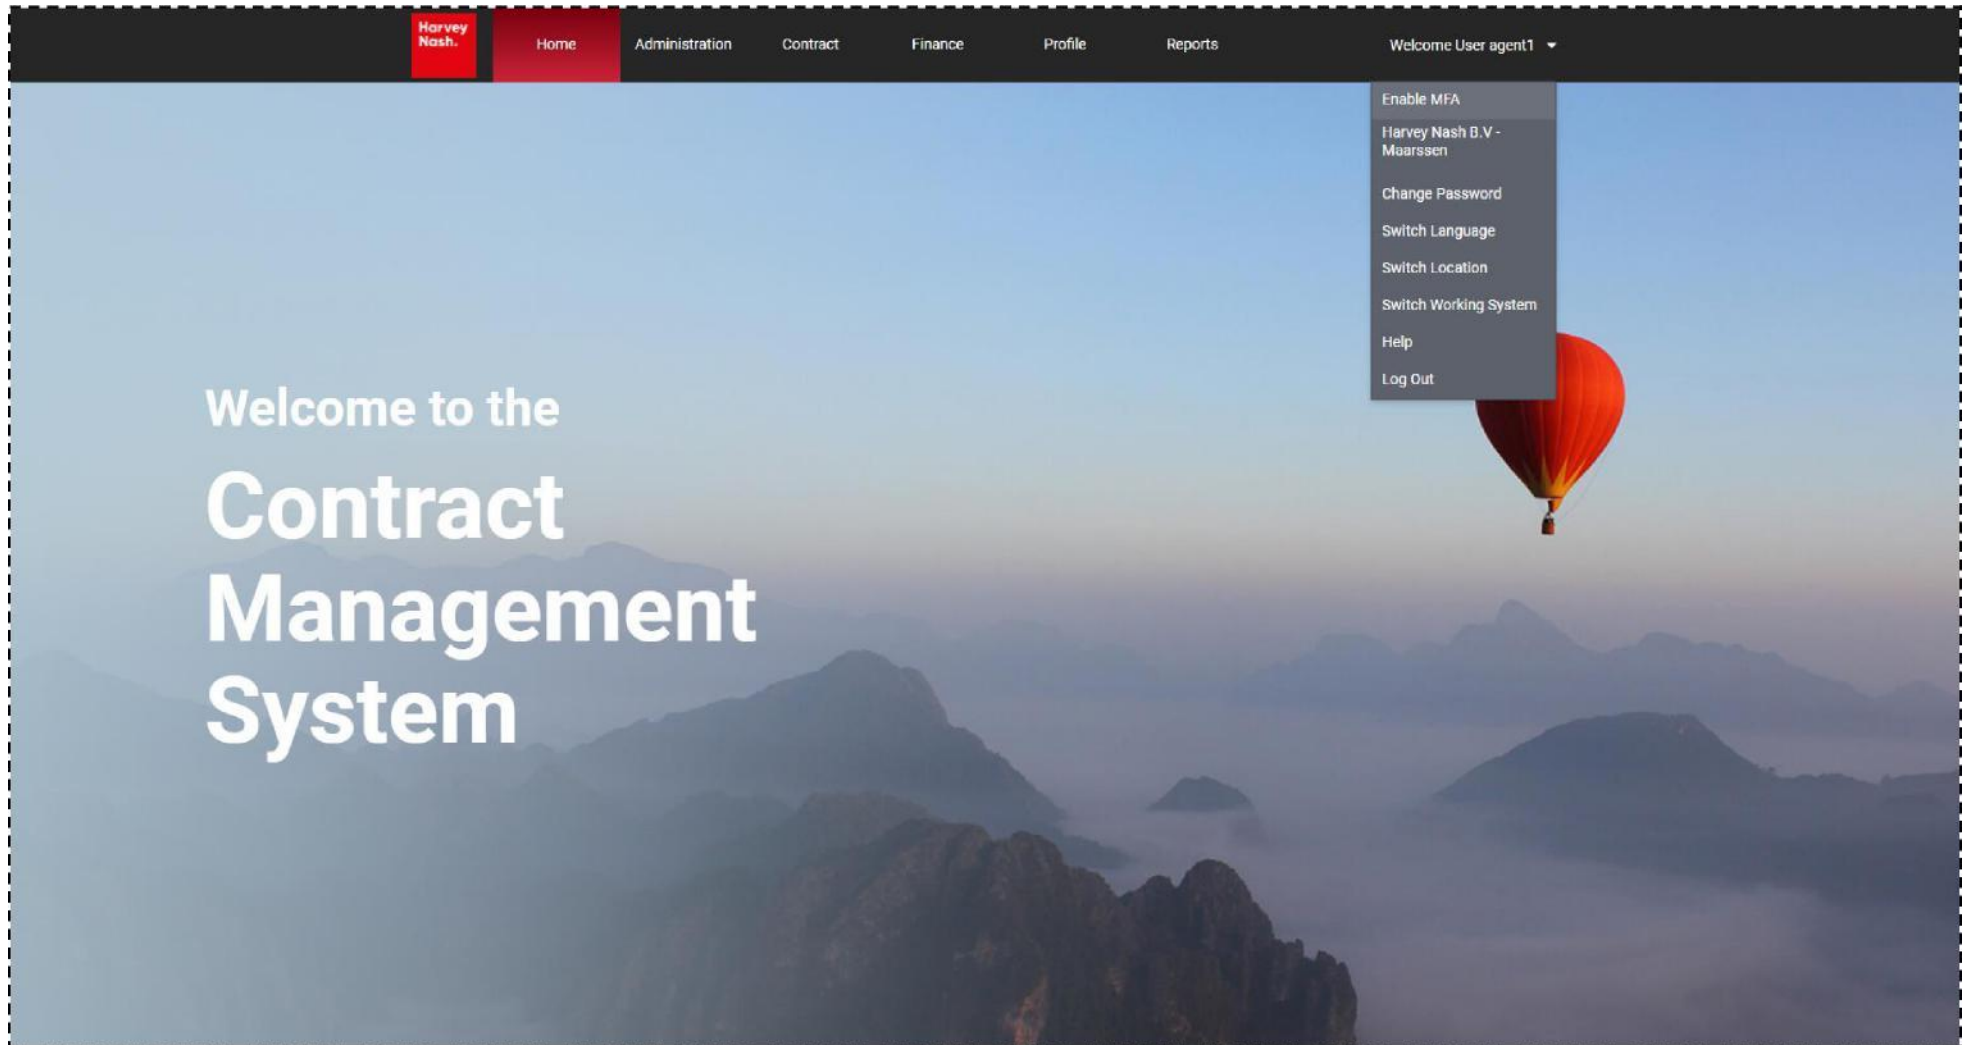 Harvey
Nash.
Home
Administration
Contract
Finance
Profile
Reports
Welcome User agent1
Enable MFA
Harvey Nash B.V -
Maarssen
Change Password
Switch Language
Switch Location
Switch Working System
Help
Log Out
Welcome to the
Contract
Management
System